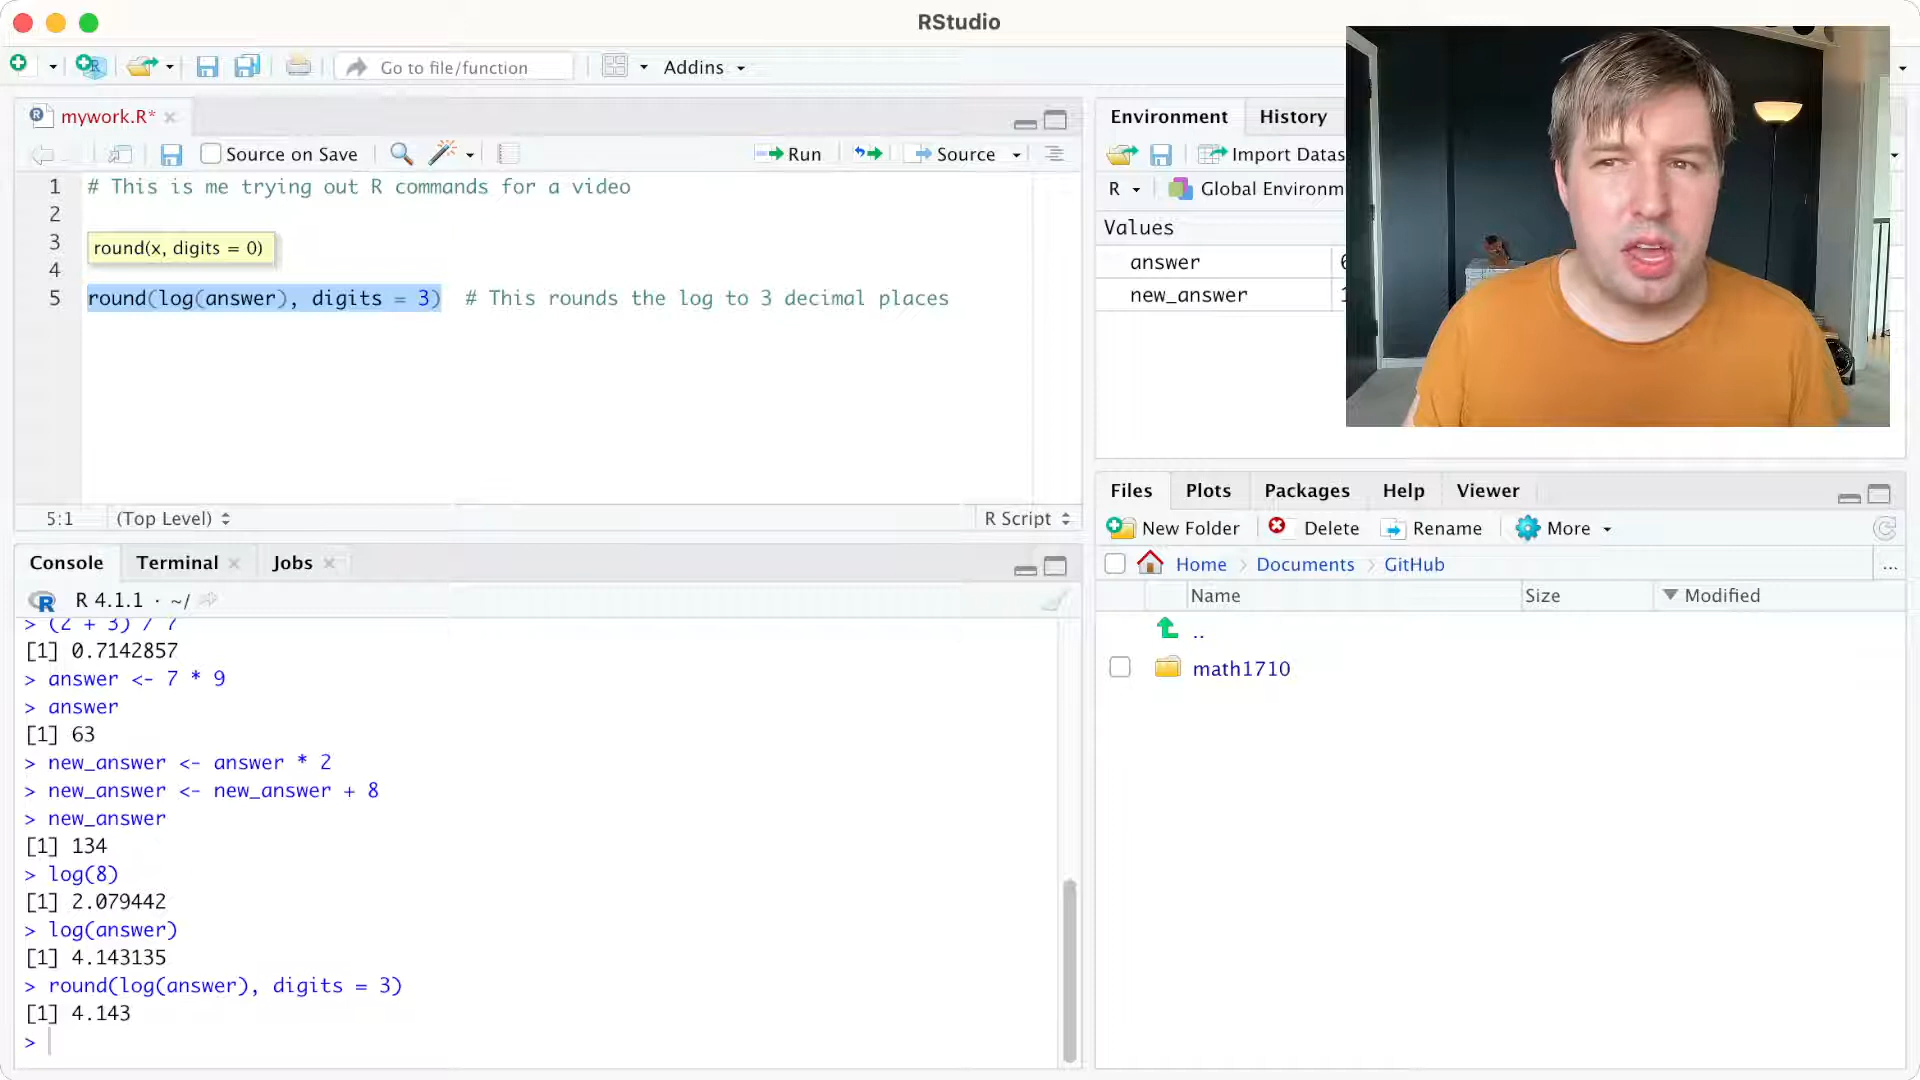 RStudio
Go to file/function
Addins
mywork.R*
Source on Save
Run
Source
1 # This is me trying out R commands for a video
2
3
round(x, digits = 0)
4
5 round(log(answer), digits = 3)  # This rounds the log to 3 decimal places
5:1
(Top Level)
R Script
Console
Terminal
Jobs
R 4.1.1 · ~/
> (2 + 3) / 7
[1] 0.7142857
> answer <- 7 * 9
> answer
[1] 63
> new_answer <- answer * 2
> new_answer <- new_answer + 8
> new_answer
[1] 134
> log(8)
[1] 2.079442
> log(answer)
[1] 4.143135
> round(log(answer), digits = 3)
[1] 4.143
>
Environment
History
Import Datas
R
Global Environm
Values
answer
new_answer
Files
Plots
Packages
Help
Viewer
New Folder
Delete
Rename
More
Home
Documents
GitHub
...
Name
Size
Modified
..
math1710